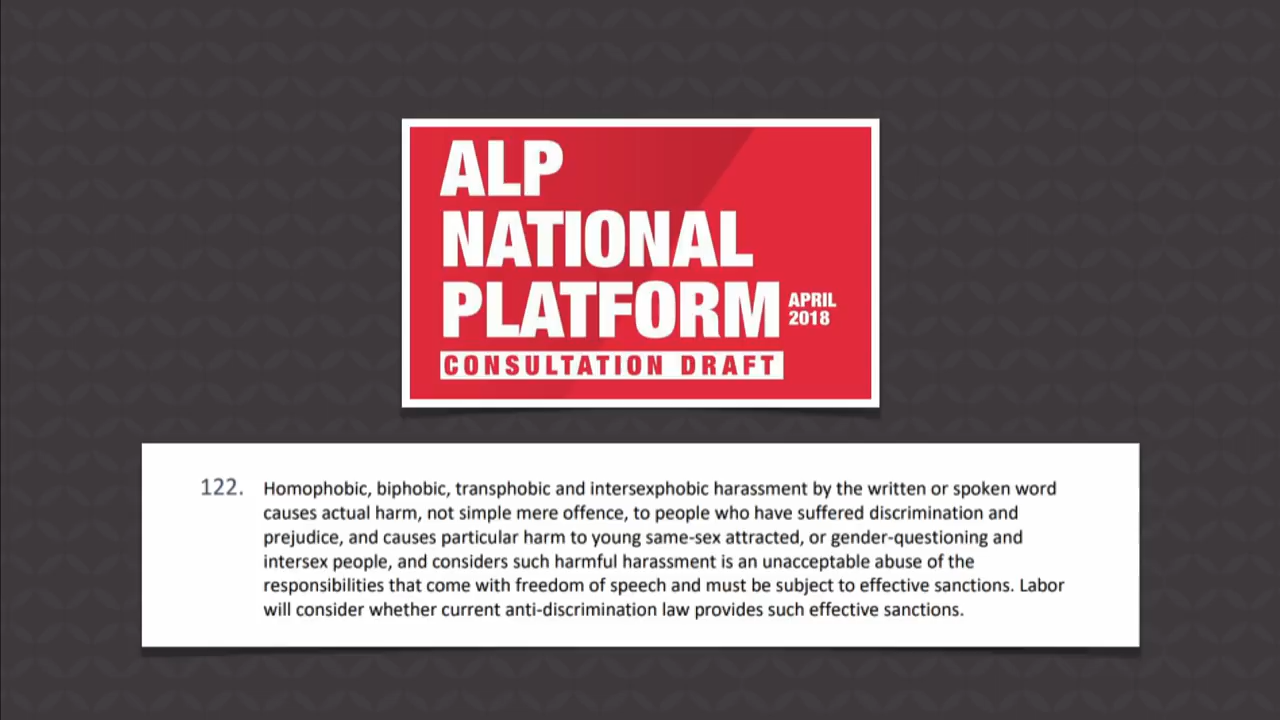 ALP
NATIONAL
PLATFORM
APRIL
2018
CONSULTATION DRAFT
122. Homophobic, biphobic, transphobic and intersexphobic harassment by the written or spoken word
causes actual harm, not simple mere offence, to people who have suffered discrimination and
prejudice, and causes particular harm to young same-sex attracted, or gender-questioning and
intersex people, and considers such harmful harassment is an unacceptable abuse of the
responsibilities that come with freedom of speech and must be subject to effective sanctions. Labor
will consider whether current anti-discrimination law provides such effective sanctions.